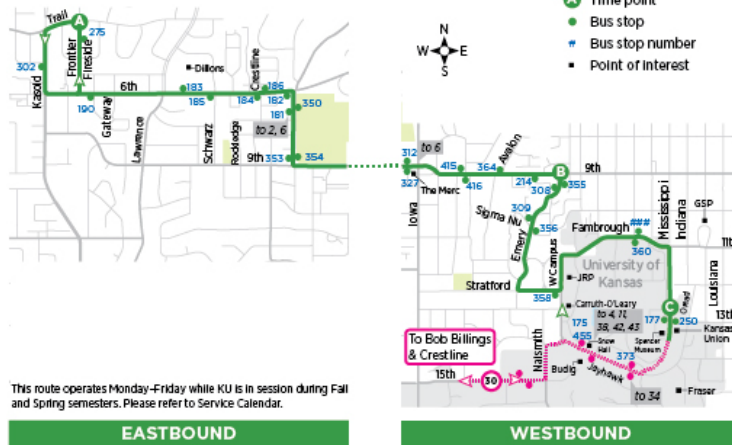 Trail
A
275
302
Kasold
Frontier
Fireside
6th
190
Gateway
Lawrence
Dillons
183
185
Schwarz
Rockledge
Crestline
184
186
182
181
350
to 2, 6
9th
353
354
A Time point
Bus stop
## Bus stop number
Point of interest
N
W E
S
312
to 6
327
The Merc
Iowa
415
416
364
Avalon
214
B
9th
308
355
309
Sigma Nu
356
Emery
Stratford
W Campus
358
Fambrough
###
360
Mississippi
Indiana
GSP
11th
University of
Kansas
JRP
Carruth-O'Leary
to 4, 11,
38, 42, 43
C
177
250
Louisiana
13th
Kansas
Union
Spencer
Museum
175
455
Snow
Hall
To Bob Billings
& Crestline
15th
30
Naismith
Budig
Jayhawk
373
to 34
Fraser
This route operates Monday-Friday while KU is in session during Fall
and Spring semesters. Please refer to Service Calendar.
EASTBOUND
WESTBOUND